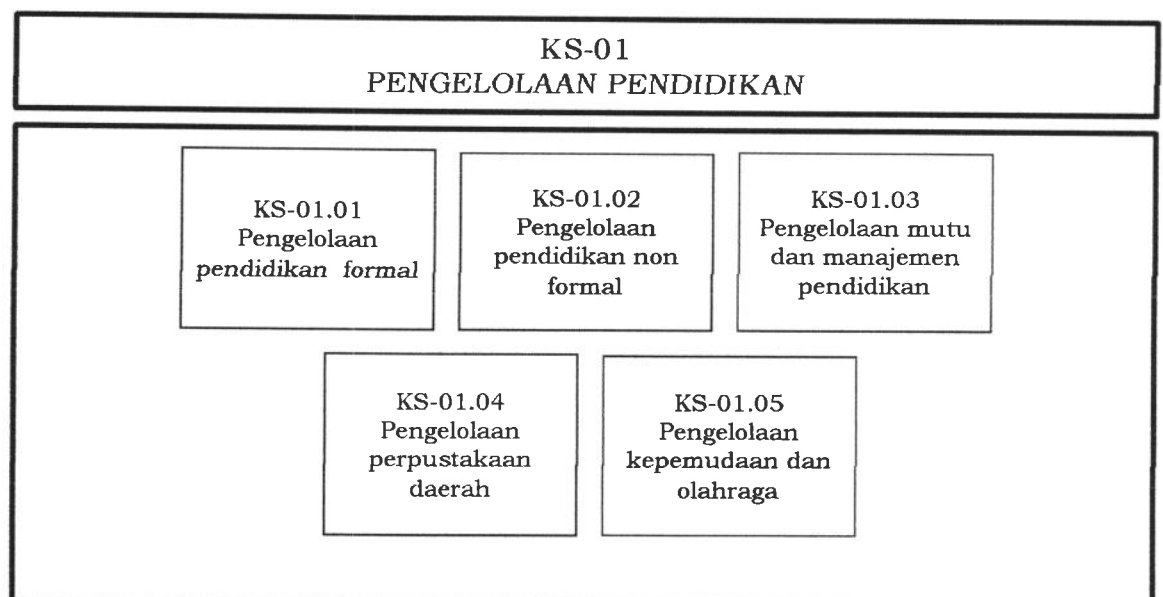 KS-01
PENGELOLAAN PENDIDIKAN
KS-01.01
Pengelolaan
pendidikan formal
KS-01.02
Pengelolaan
pendidikan non
formal
KS-01.03
Pengelolaan mutu
dan manajemen
pendidikan
KS-01.04
Pengelolaan
perpustakaan
daerah
KS-01.05
Pengelolaan
kepemudaan dan
olahraga